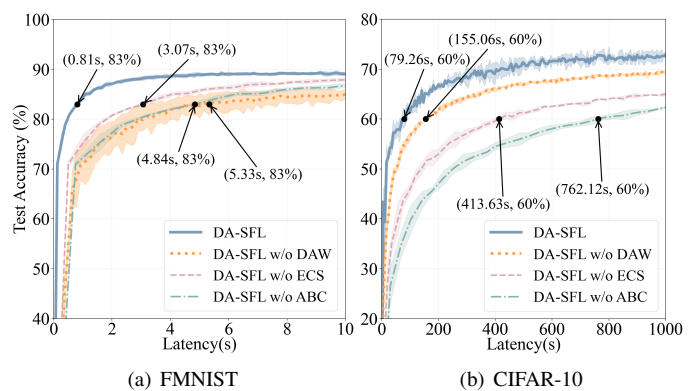 100
90
80
70
60
50
40
Test Accuracy (%)
(0.81s, 83%)
(3.07s, 83%)
(4.84s, 83%)
(5.33s, 83%)
DA-SFL
DA-SFL w/o DAW
DA-SFL w/o ECS
DA-SFL w/o ABC
0 2 4 6 8 10
Latency(s)
(a) FMNIST
80
70
60
50
40
30
20
(79.26s, 60%)
(155.06s, 60%)
(413.63s, 60%)
(762.12s, 60%)
DA-SFL
DA-SFL w/o DAW
DA-SFL w/o ECS
DA-SFL w/o ABC
0 200 400 600 800 1000
Latency(s)
(b) CIFAR-10